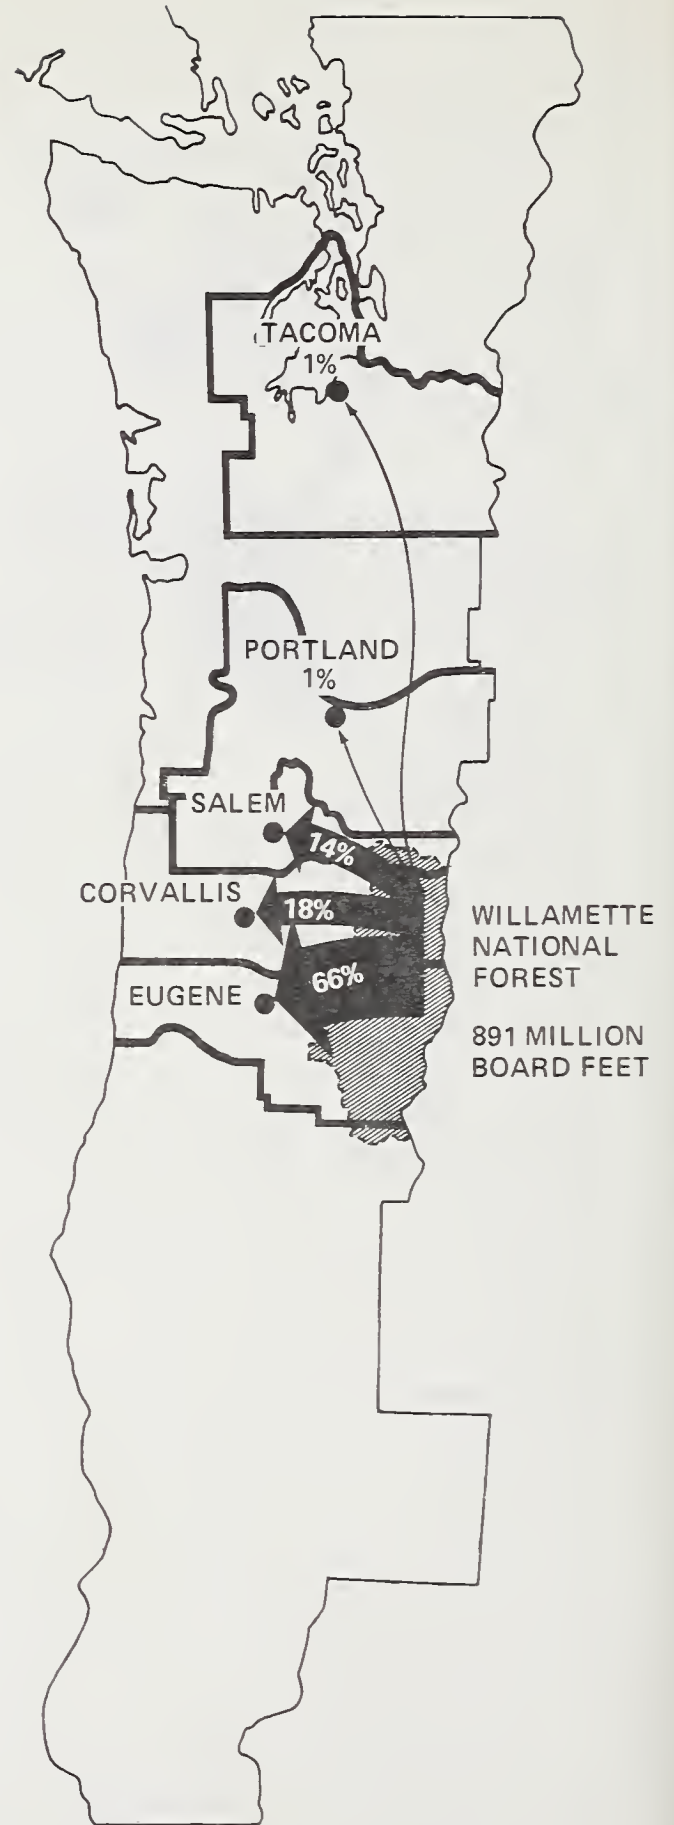 TACOMA
1%
PORTLAND
1%
SALEM
14%
CORVALLIS
18%
WILLAMETTE
NATIONAL
FOREST
EUGENE
66%
891 MILLION
BOARD FEET